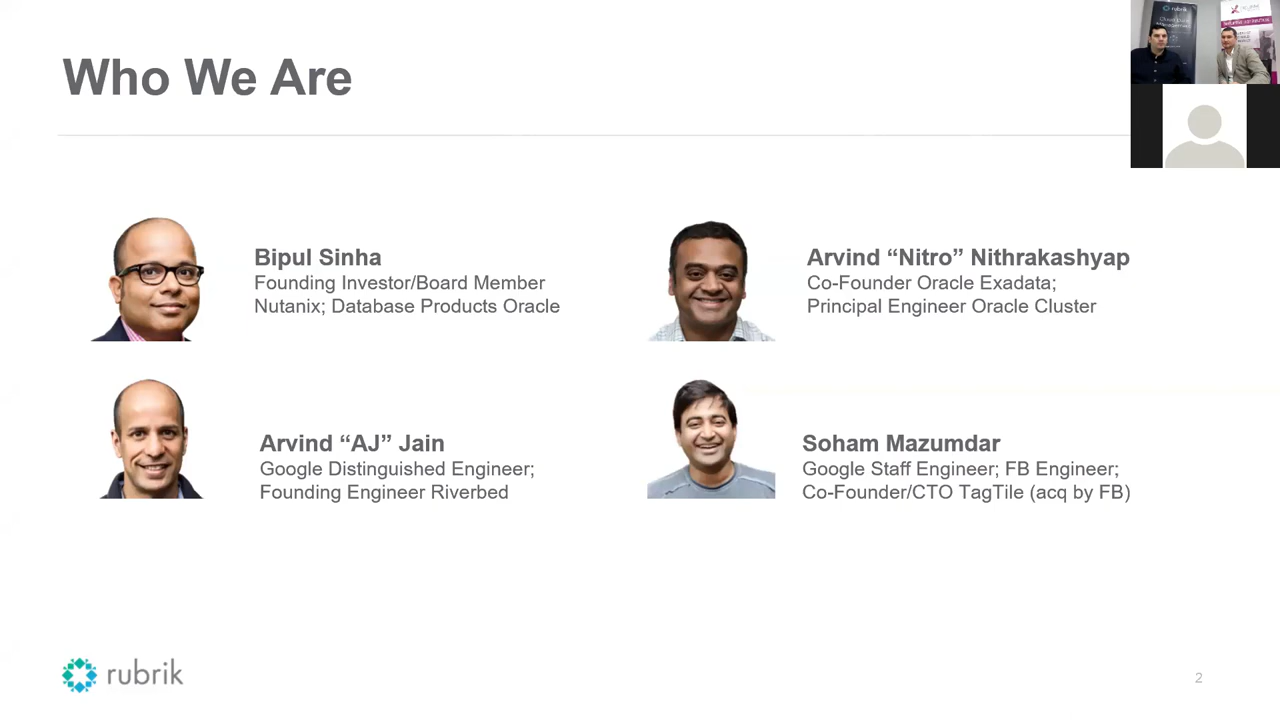 Who We Are
Bipul Sinha
Founding Investor/Board Member
Nutanix; Database Products Oracle
Arvind “Nitro” Nithrakashyap
Co-Founder Oracle Exadata;
Principal Engineer Oracle Cluster
Arvind “AJ” Jain
Google Distinguished Engineer;
Founding Engineer Riverbed
Soham Mazumdar
Google Staff Engineer; FB Engineer;
Co-Founder/CTO TagTile (acq by FB)
rubrik
2
rubrik